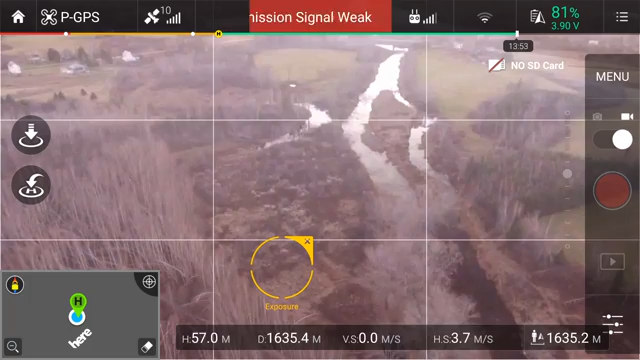 P-GPS
10
nission Signal Weak
81%
3.90 V
H
13:53
NO SD Card
MENU
H
Exposure
H
here
H:57.0 M D:1635.4 M V.S:0.0 M/S H.S:3.7 M/S 1635.2 M